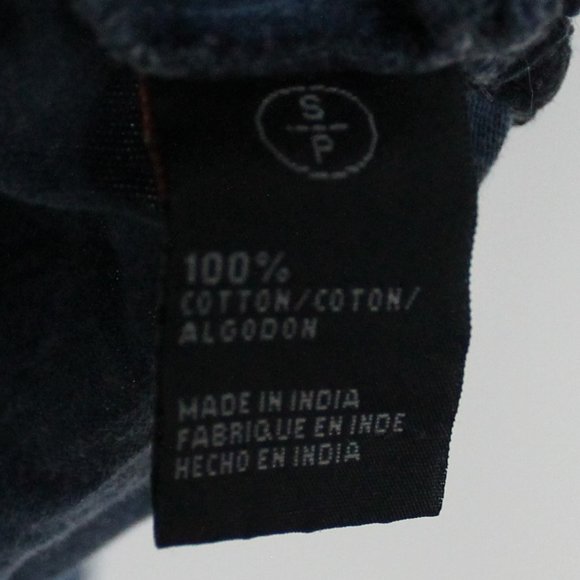 S
P
100%
COTTON/COTON/
ALGODON
MADE IN INDIA
FABRIQUE EN INDE
HECHO EN INDIA